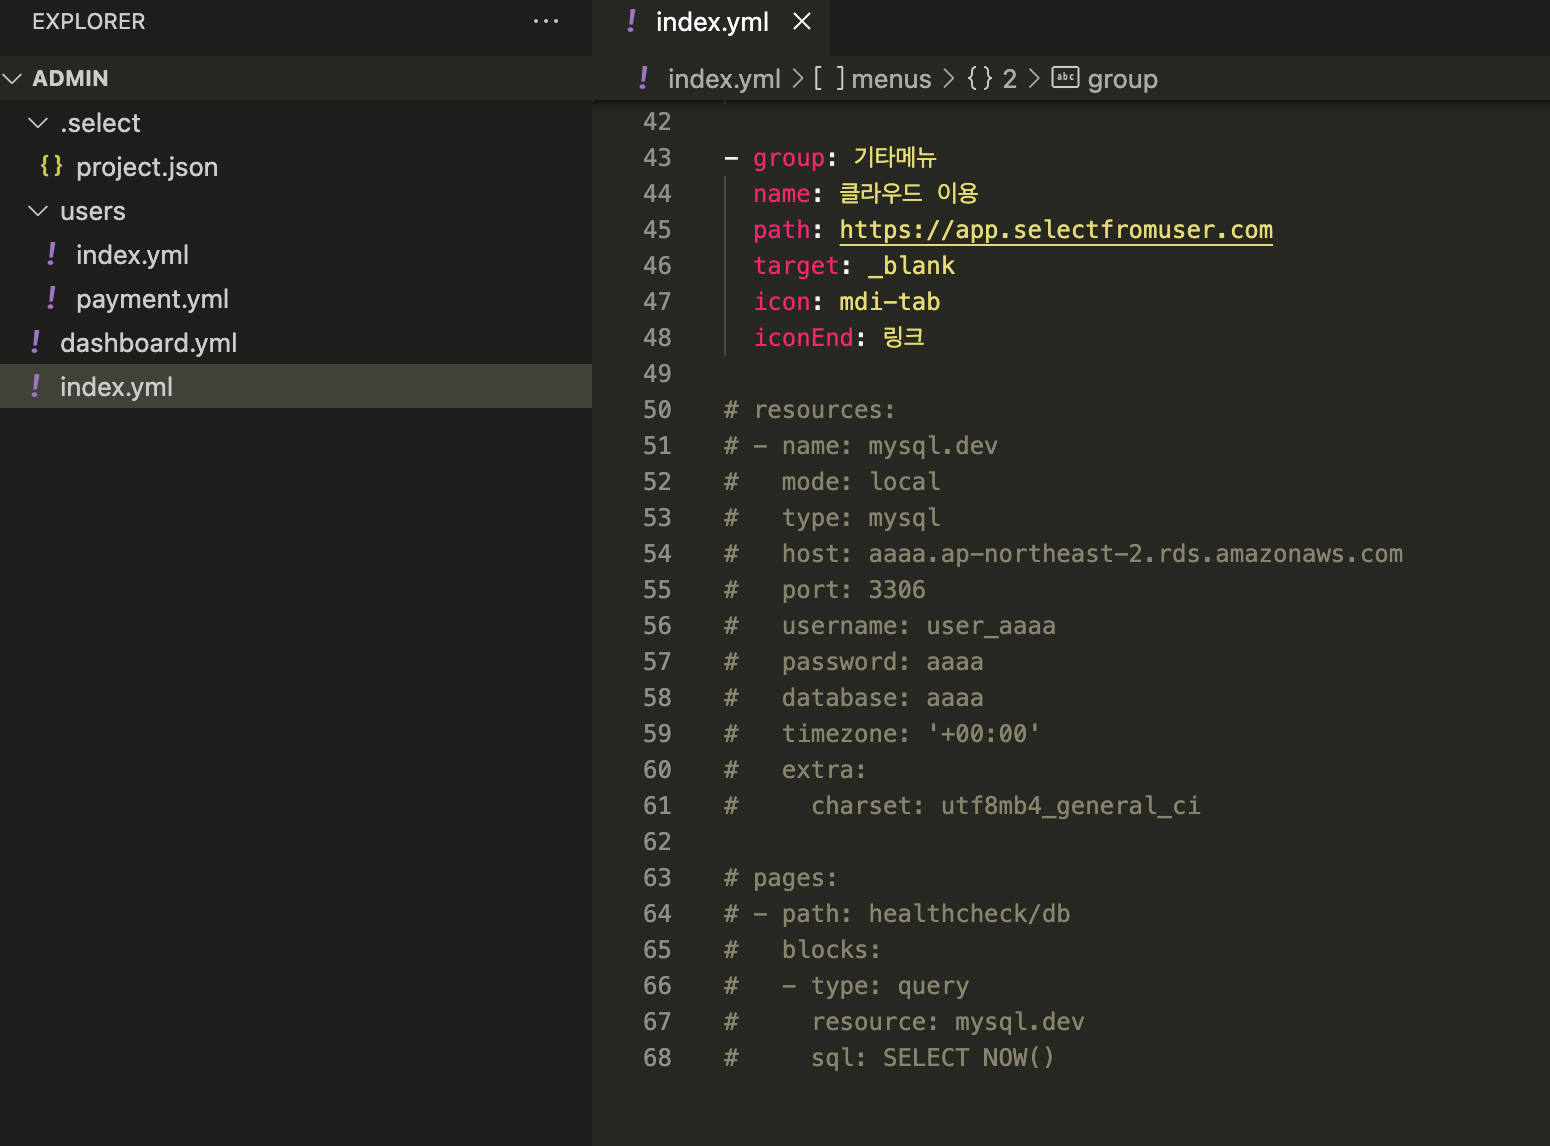 EXPLORER ···
ADMIN
.select
{} project.json
users
! index.yml
! payment.yml
! dashboard.yml
! index.yml
! index.yml ×
! index.yml > [ ] menus > {} 2 > abc group
42
43 - group: 기타메뉴
44   name: 클라우드 이용
45   path: https://app.selectfromuser.com
46   target: _blank
47   icon: mdi-tab
48   iconEnd: 링크
49
50 # resources:
51 # - name: mysql.dev
52 #   mode: local
53 #   type: mysql
54 #   host: aaaa.ap-northeast-2.rds.amazonaws.com
55 #   port: 3306
56 #   username: user_aaaa
57 #   password: aaaa
58 #   database: aaaa
59 #   timezone: '+00:00'
60 #   extra:
61 #     charset: utf8mb4_general_ci
62
63 # pages:
64 # - path: healthcheck/db
65 #   blocks:
66 #   - type: query
67 #     resource: mysql.dev
68 #     sql: SELECT NOW()